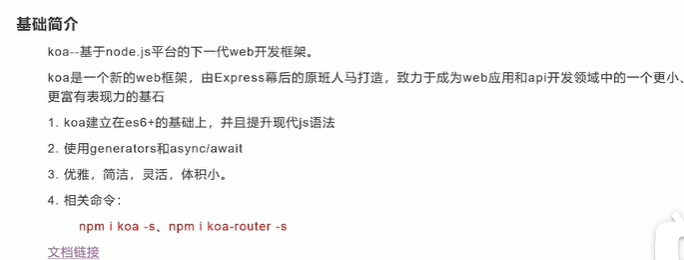 基础简介
koa--基于node.js平台的下一代web开发框架。
koa是一个新的web框架，由Express幕后的原班人马打造，致力于成为web应用和api开发领域中的一个更小、
更富有表现力的基石
1. koa建立在es6+的基础上，并且提升现代js语法
2. 使用generators和async/await
3. 优雅，简洁，灵活，体积小。
4. 相关命令：
npm i koa -s、npm i koa-router -s
文档链接